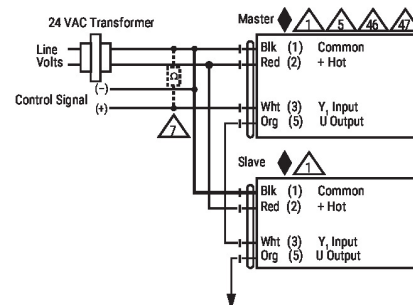 24 VAC Transformer
Master 1 5 46 47
Line
Volts
Blk (1) Common
Red (2) + Hot
Ω
(–)
Control Signal
(+)
Wht (3) Y₁ Input
Org (5) U Output
7
Slave 1
Blk (1) Common
Red (2) + Hot
Wht (3) Y₁ Input
Org (5) U Output